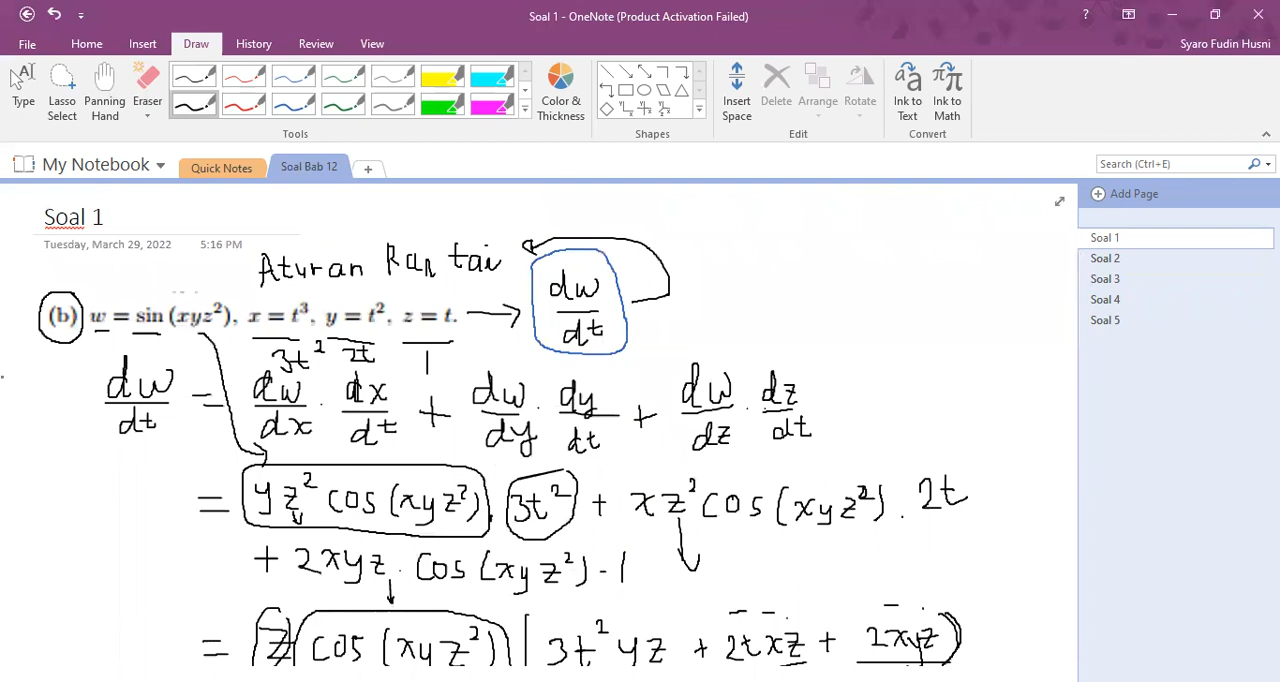 Soal 1 - OneNote (Product Activation Failed)
?
File Home Insert Draw History Review View
Syaro Fudin Husni
Type
Lasso Select
Panning Hand
Eraser
Color & Thickness
Insert Space
Delete
Arrange
Rotate
Ink to Text
Ink to Math
Tools
Shapes
Edit
Convert
My Notebook
Quick Notes
Soal Bab 12
Search (Ctrl+E)
Add Page
Soal 1
Soal 2
Soal 3
Soal 4
Soal 5
Soal 1
Tuesday, March 29, 2022 5:16 PM
Aturan Rantai
(b) w = sin (xyz²), x = t³, y = t², z = t. → dw/dt
3t² 2t 1
dw/dt = dw/dx · dx/dt + dw/dy · dy/dt + dw/dz · dz/dt
= yz² cos(xyz²) · 3t² + xz² cos(xyz²) . 2t
+ 2xyz . cos(xyz²) - 1
= z cos(xyz²) ( 3t² yz + 2txz + 2xyz)